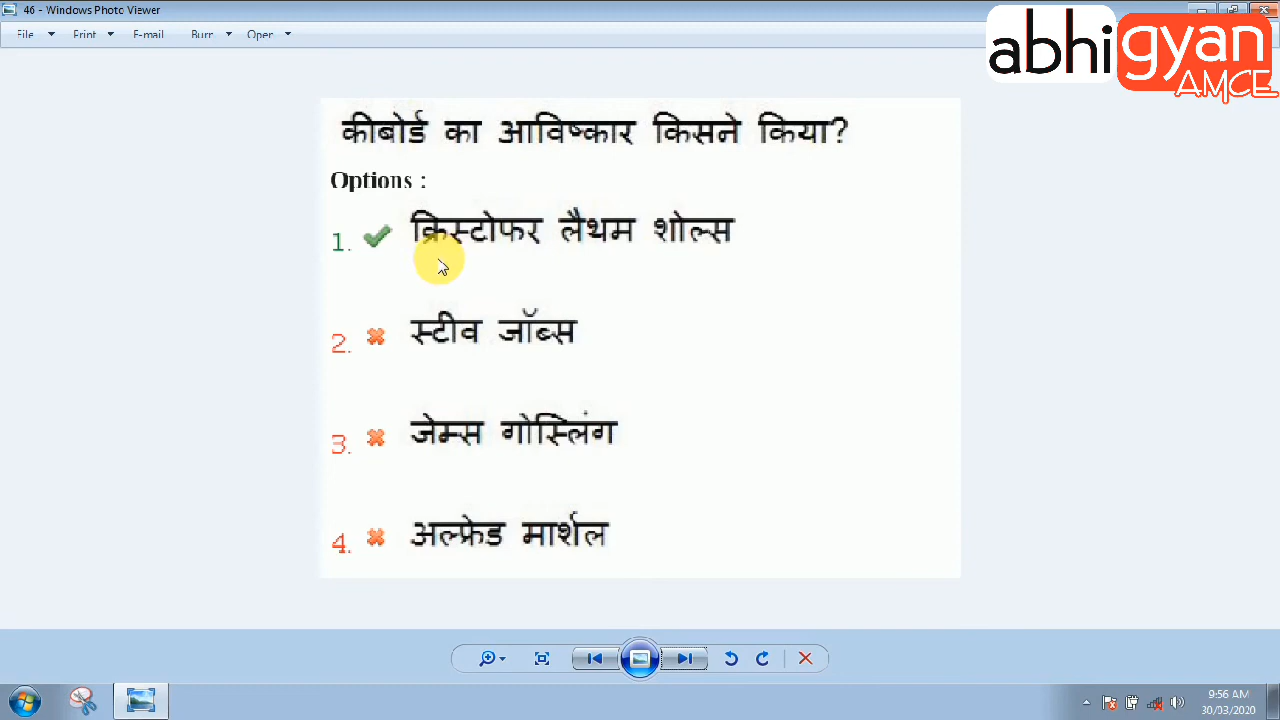 46 - Windows Photo Viewer
File Print E-mail Burn Open
abhigyan
AMCE
कीबोर्ड का आविष्कार किसने किया?
Options :
1. क्रिस्टोफर् लैथम शोल्स
2. स्टीव जॉब्स
3. जेम्स गोस्लिंग
4. अल्फ्रेड मार्शल
9:56 AM
30/03/2020